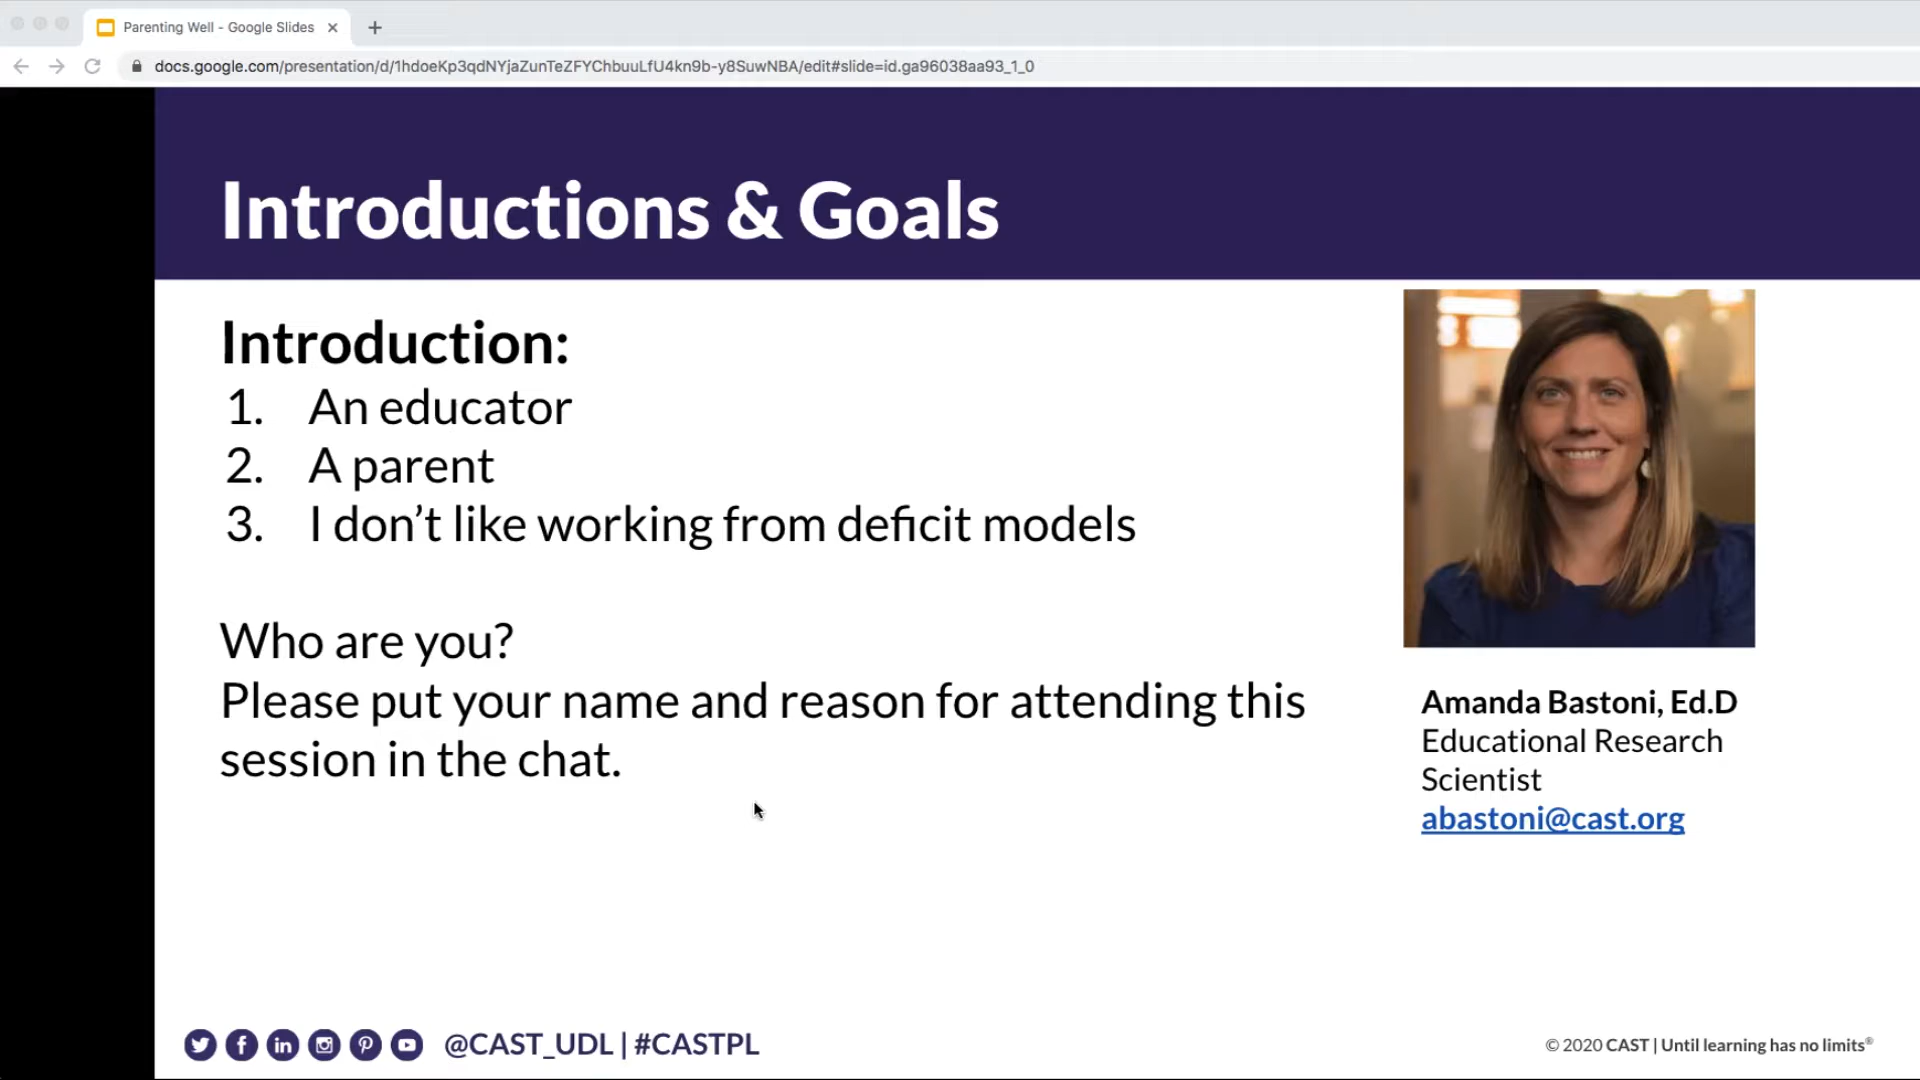 Parenting Well - Google Slides
docs.google.com/presentation/d/1hdoeKp3qdNYjaZunTeZFYChbuuLfU4kn9b-y8SuwNBA/edit#slide=id.ga96038aa93_1_0
Introductions & Goals
Introduction:
1. An educator
2. A parent
3. I don’t like working from deficit models
Who are you?
Please put your name and reason for attending this
session in the chat.
Amanda Bastoni, Ed.D
Educational Research
Scientist
abastoni@cast.org
@CAST_UDL | #CASTPL
© 2020 CAST | Until learning has no limits®